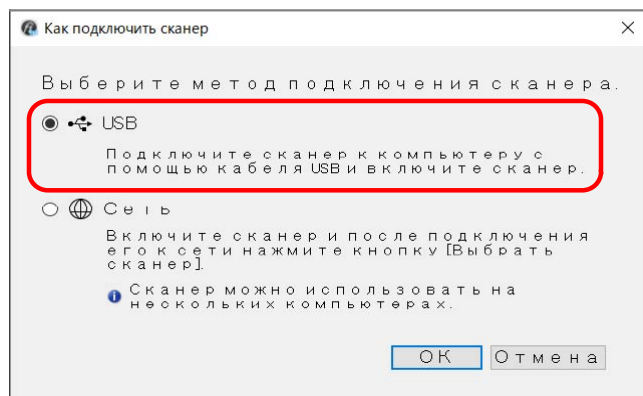 Как подключить сканер
Выберите метод подключения сканера.
USB
Подключите сканер к компьютеру с
помощью кабеля USB и включите сканер.
Сеть
Включите сканер и после подключения
его к сети нажмите кнопку [Выбрать
сканер].
Сканер можно использовать на
нескольких компьютерах.
OK Отмена